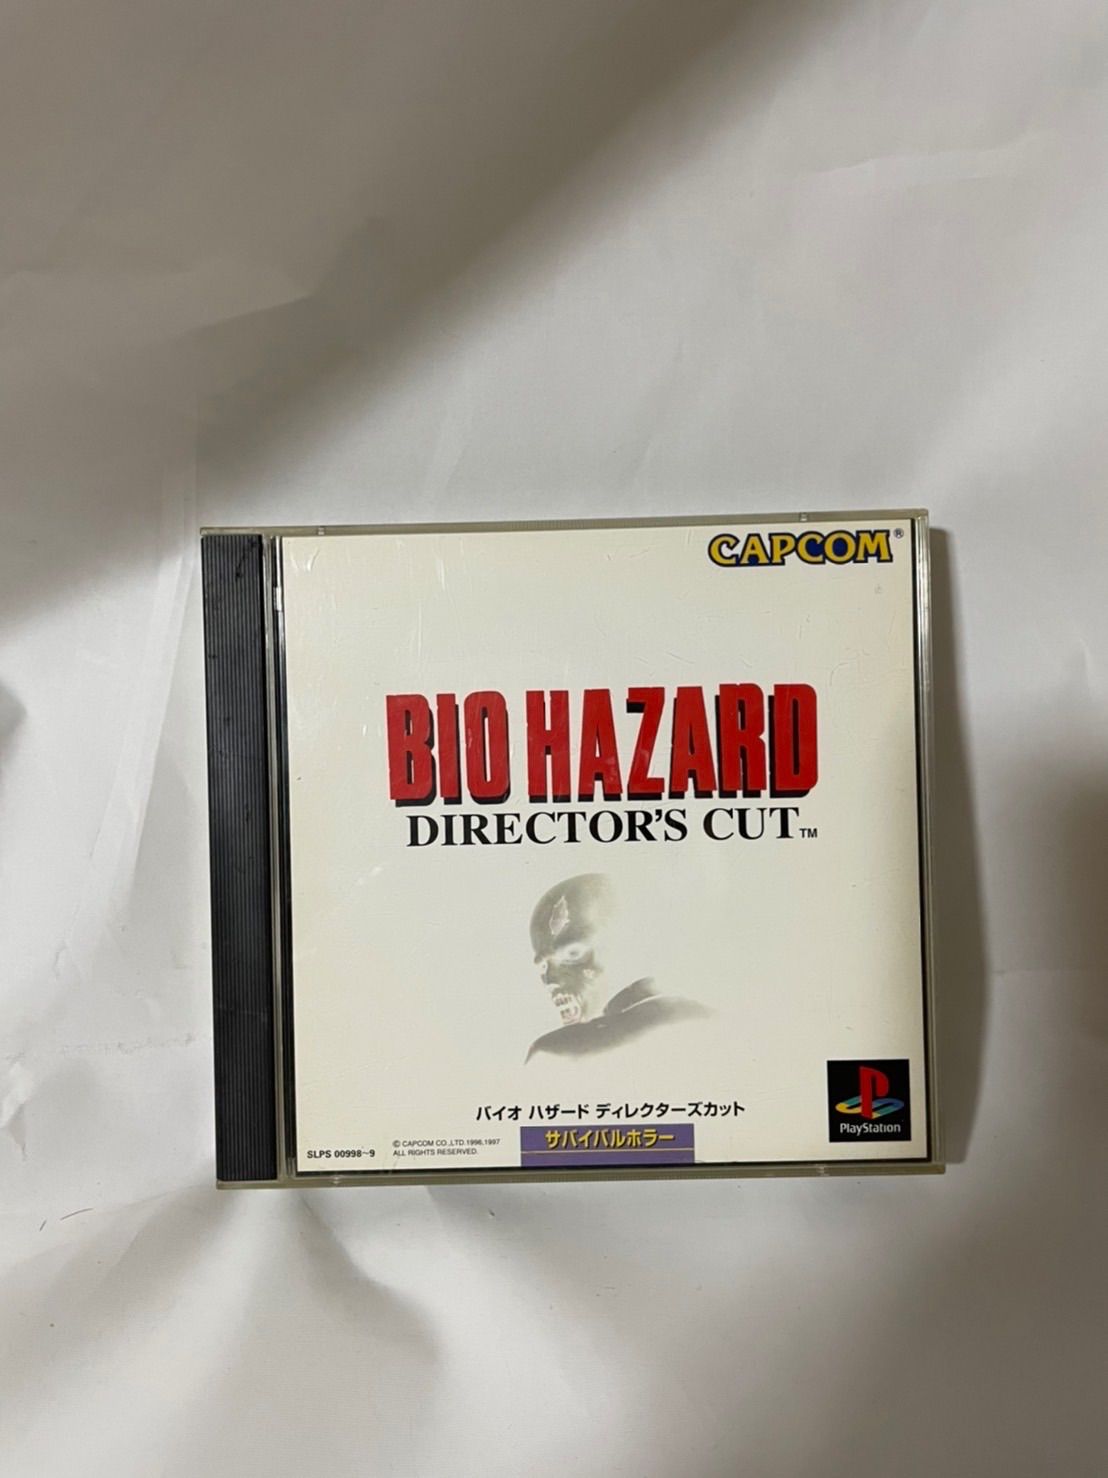 CAPCOM®
BIO HAZARD
DIRECTOR'S CUT™
バイオ ハザード ディレクターズカット
サバイバルホラー
SLPS 00998~9
© CAPCOM CO.,LTD.1996,1997
ALL RIGHTS RESERVED.
PlayStation